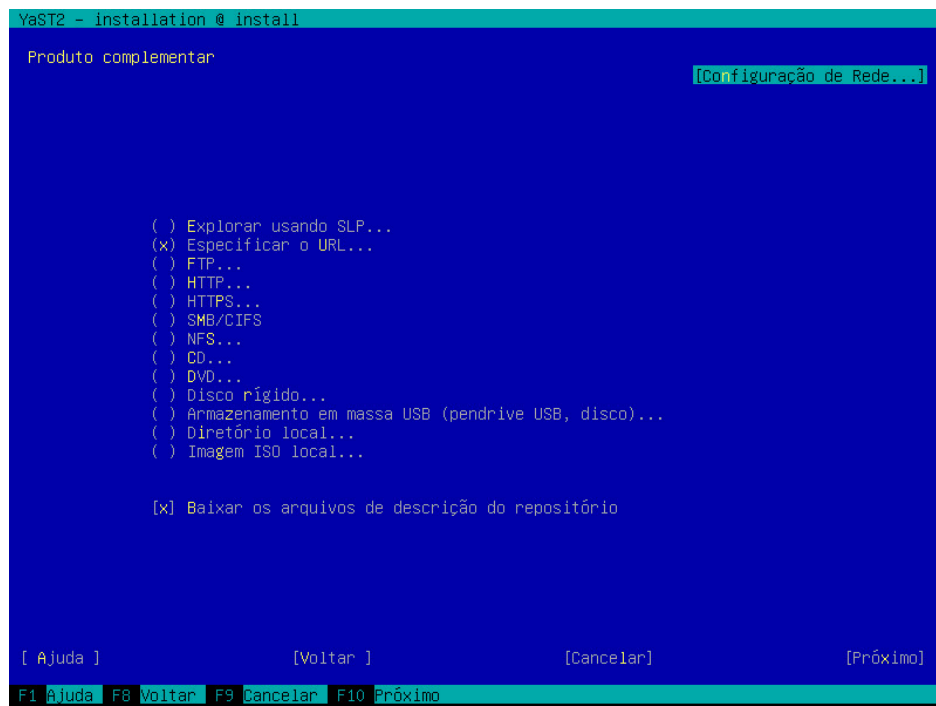 YaST2 - installation @ install
Produto complementar
[Configuração de Rede...]
( ) Explorar usando SLP...
(x) Especificar o URL...
( ) FTP...
( ) HTTP...
( ) HTTPS...
( ) SMB/CIFS
( ) NFS...
( ) CD...
( ) DVD...
( ) Disco rígido...
( ) Armazenamento em massa USB (pendrive USB, disco)...
( ) Diretório local...
( ) Imagem ISO local...
[x] Baixar os arquivos de descrição do repositório
[ Ajuda ] [Voltar ] [Cancelar] [Próximo]
F1 Ajuda F8 Voltar F9 Cancelar F10 Próximo